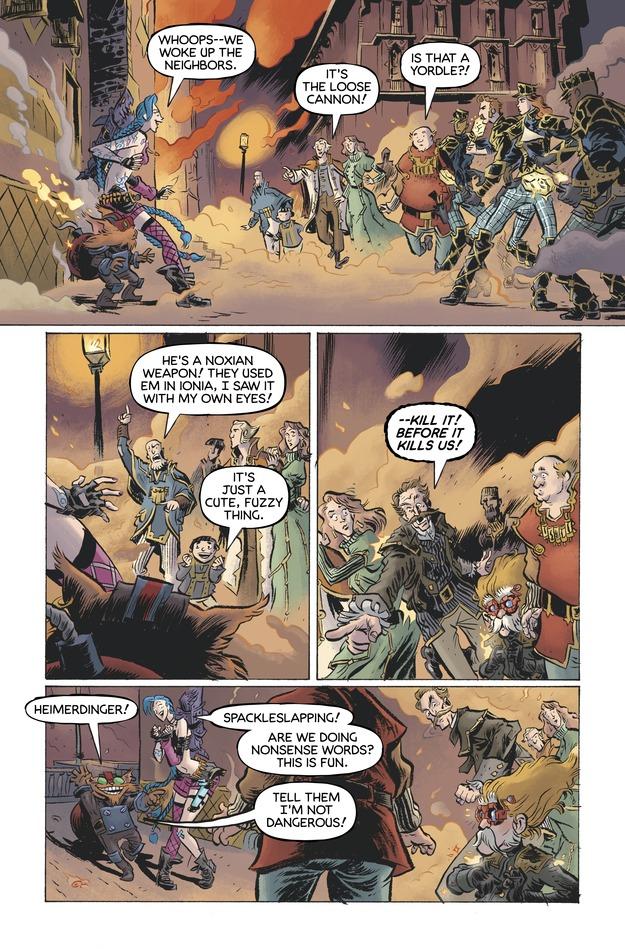 WHOOPS--WE
WOKE UP THE
NEIGHBORS.
IT'S
THE LOOSE
CANNON!
IS THAT A
YORDLE?!
HE'S A NOXIAN
WEAPON! THEY USED
EM IN IONIA, I SAW IT
WITH MY OWN EYES!
IT'S
JUST A
CUTE, FUZZY
THING.
--KILL IT!
BEFORE IT
KILLS US!
HEIMERDINGER!
SPACKLESLAPPING!
ARE WE DOING
NONSENSE WORDS?
THIS IS FUN.
TELL THEM
I'M NOT
DANGEROUS!